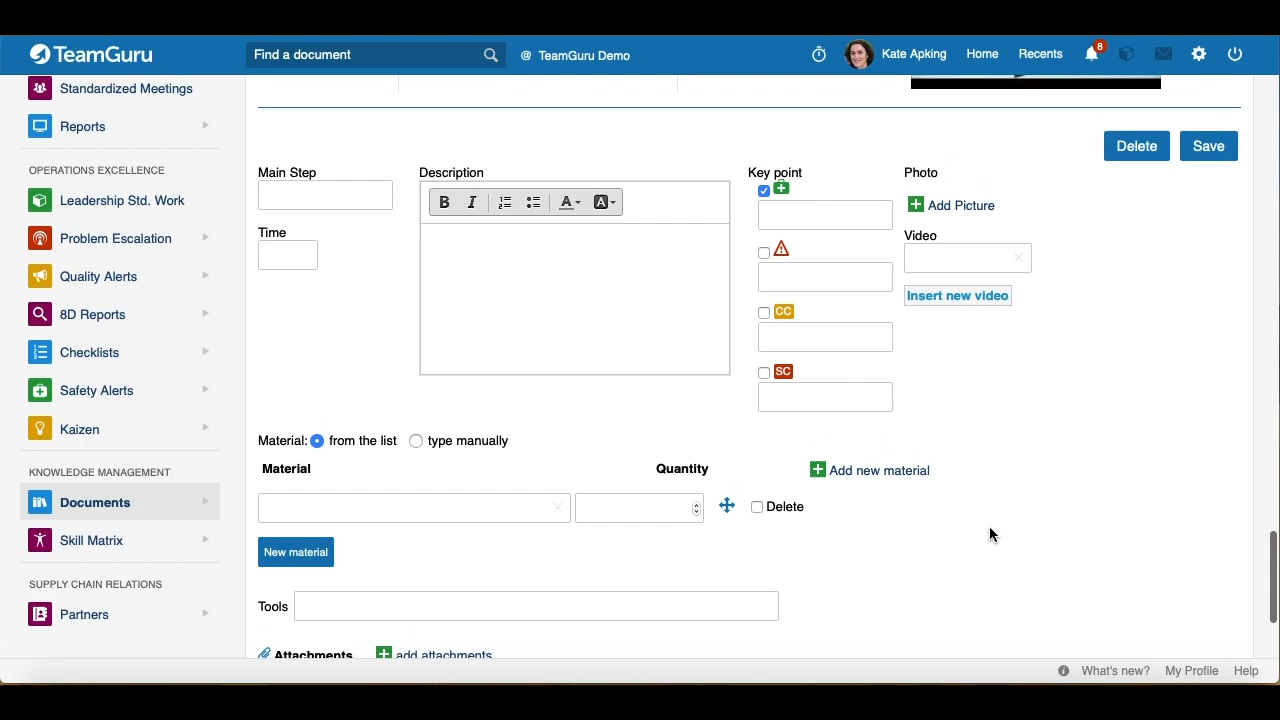 TeamGuru
Find a document
@ TeamGuru Demo
Kate Apking
Home
Recents
8
Standardized Meetings
Reports
OPERATIONS EXCELLENCE
Leadership Std. Work
Problem Escalation
Quality Alerts
8D Reports
Checklists
Safety Alerts
Kaizen
KNOWLEDGE MANAGEMENT
Documents
Skill Matrix
SUPPLY CHAIN RELATIONS
Partners
Delete
Save
Main Step
Time
Description
B I A A
Key point
CC
SC
Photo
Add Picture
Video
Insert new video
Material: from the list type manually
Material Quantity Add new material
Delete
New material
Tools
Attachments add attachments
What's new? My Profile Help